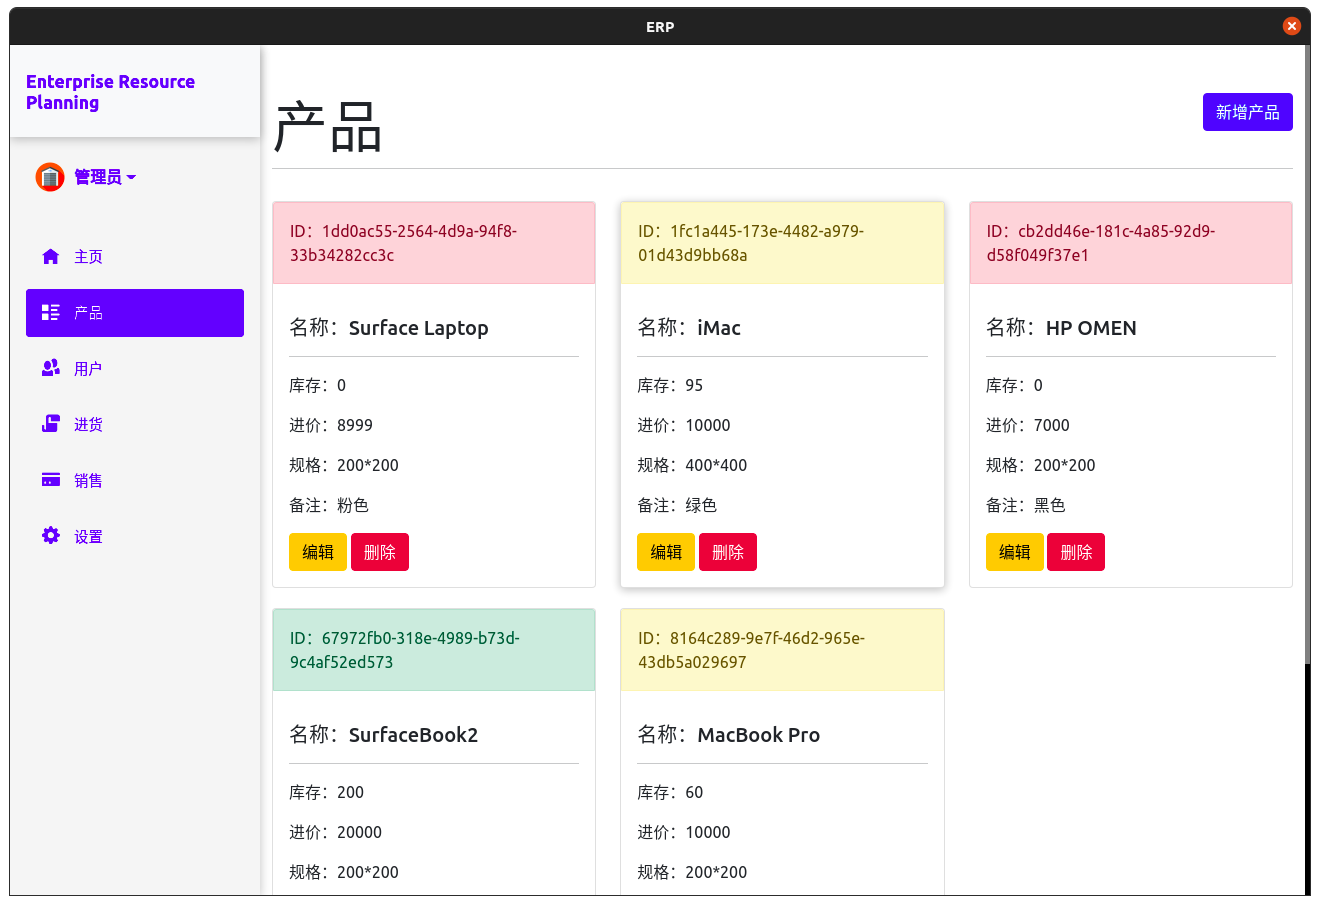 ERP
Enterprise Resource
Planning
管理员
主页
产品
用户
进货
销售
设置
产品
新增产品
ID：1dd0ac55-2564-4d9a-94f8-
33b34282cc3c
名称：Surface Laptop
库存：0
进价：8999
规格：200*200
备注：粉色
编辑 删除
ID：1fc1a445-173e-4482-a979-
01d43d9bb68a
名称：iMac
库存：95
进价：10000
规格：400*400
备注：绿色
编辑 删除
ID：cb2dd46e-181c-4a85-92d9-
d58f049f37e1
名称：HP OMEN
库存：0
进价：7000
规格：200*200
备注：黑色
编辑 删除
ID：67972fb0-318e-4989-b73d-
9c4af52ed573
名称：SurfaceBook2
库存：200
进价：20000
规格：200*200
ID：8164c289-9e7f-46d2-965e-
43db5a029697
名称：MacBook Pro
库存：60
进价：10000
规格：200*200